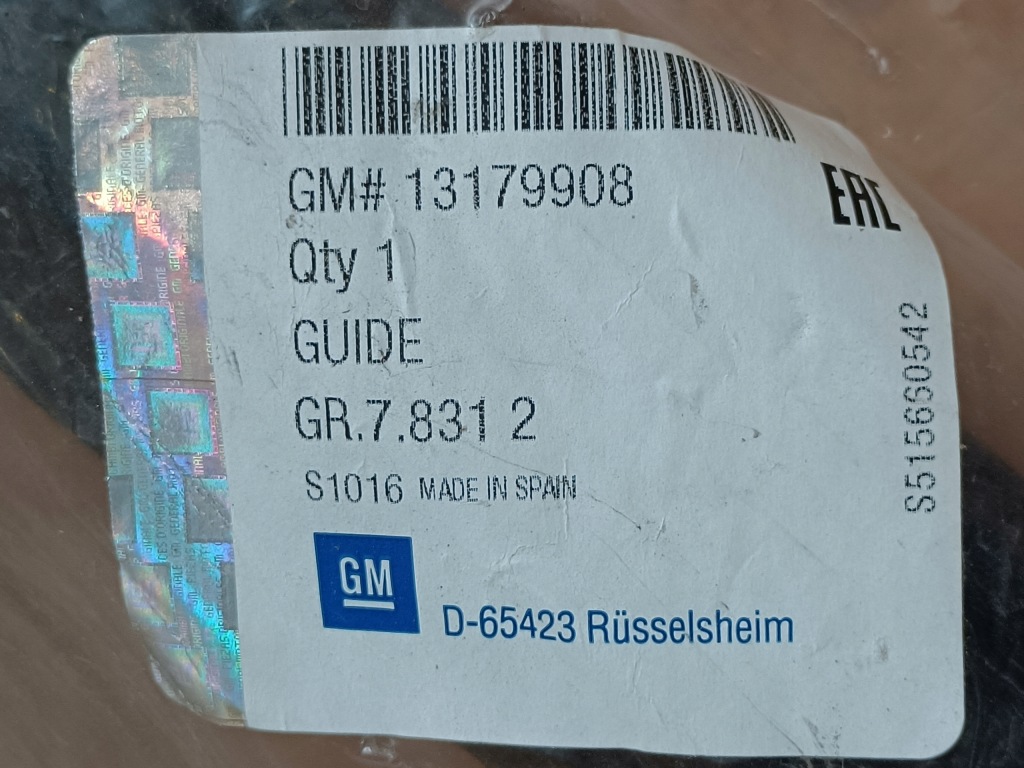 GM# 13179908
EAC
Qty 1
GUIDE
GR.7.831 2
S1016 MADE IN SPAIN
GM
D-65423 Rüsselsheim
S515660542